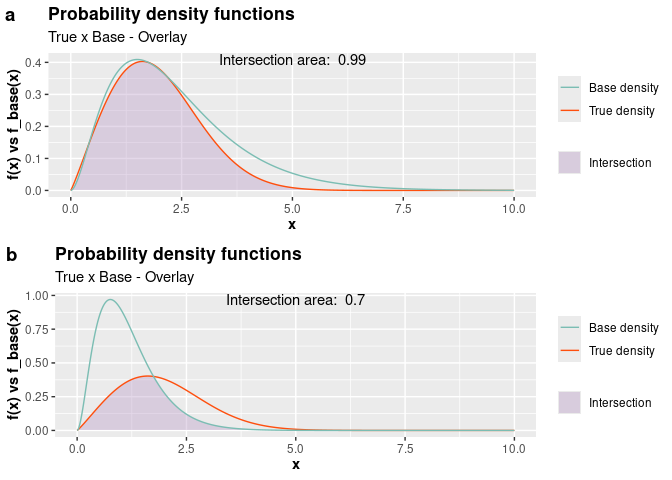 a
Probability density functions
True x Base - Overlay
Intersection area: 0.99
f(x) vs f_base(x)
0.4
0.3
0.2
0.1
0.0
0.0 2.5 5.0 7.5 10.0
x
Base density
True density
Intersection
b
Probability density functions
True x Base - Overlay
Intersection area: 0.7
f(x) vs f_base(x)
1.00
0.75
0.50
0.25
0.00
0.0 2.5 5.0 7.5 10.0
x
Base density
True density
Intersection